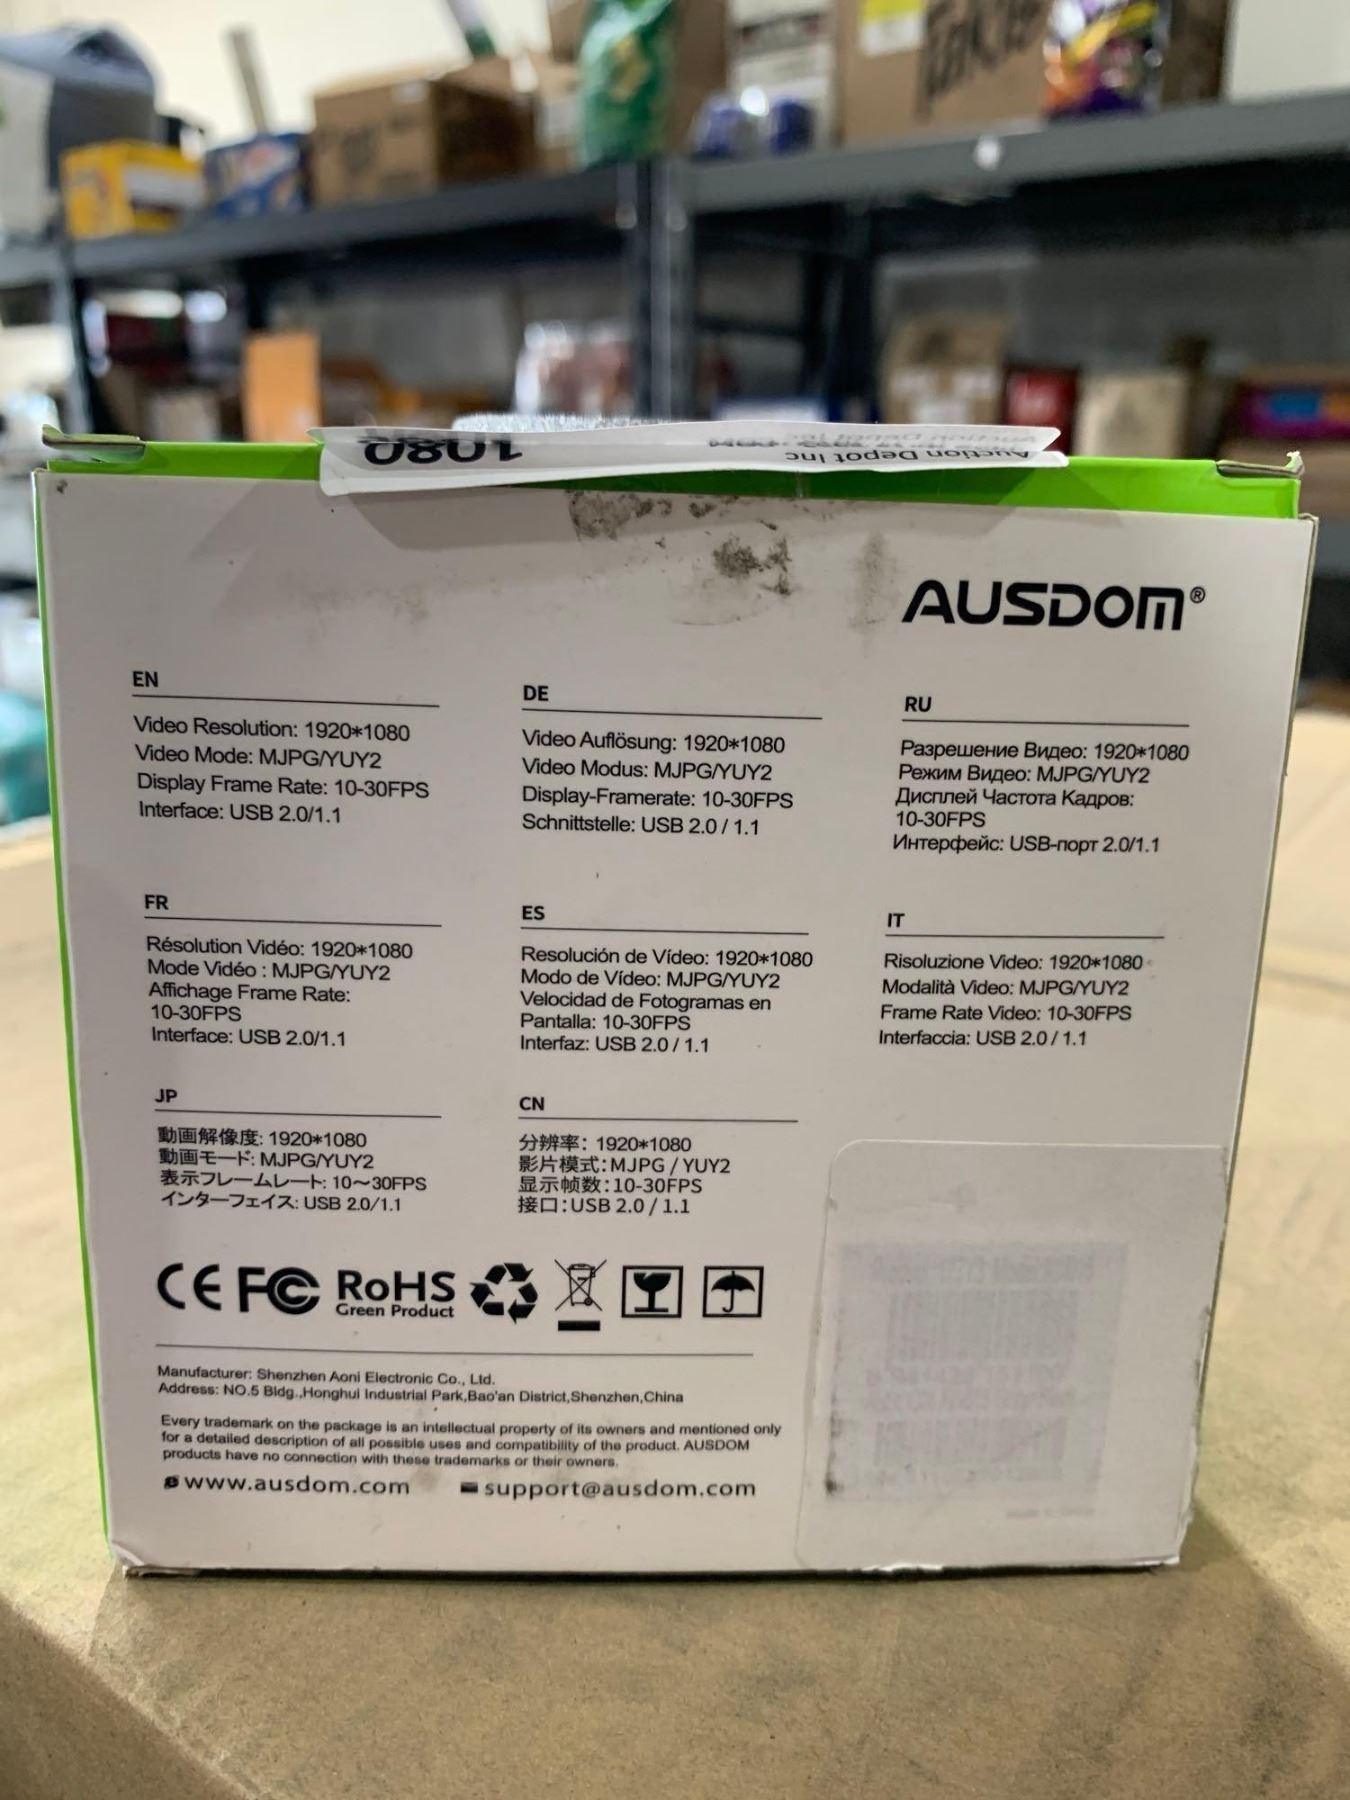 1080
Auction Depot Inc
AUSDOM®
EN
Video Resolution: 1920*1080
Video Mode: MJPG/YUY2
Display Frame Rate: 10-30FPS
Interface: USB 2.0/1.1
DE
Video Auflösung: 1920*1080
Video Modus: MJPG/YUY2
Display-Framerate: 10-30FPS
Schnittstelle: USB 2.0 / 1.1
RU
Разрешение Видео: 1920*1080
Режим Видео: MJPG/YUY2
Дисплей Частота Кадров:
10-30FPS
Интерфейс: USB-порт 2.0/1.1
FR
Résolution Vidéo: 1920*1080
Mode Vidéo : MJPG/YUY2
Affichage Frame Rate:
10-30FPS
Interface: USB 2.0/1.1
ES
Resolución de Vídeo: 1920*1080
Modo de Vídeo: MJPG/YUY2
Velocidad de Fotogramas en
Pantalla: 10-30FPS
Interfaz: USB 2.0 / 1.1
IT
Risoluzione Video: 1920*1080
Modalità Video: MJPG/YUY2
Frame Rate Video: 10-30FPS
Interfaccia: USB 2.0 / 1.1
JP
動画解像度: 1920*1080
動画モード: MJPG/YUY2
表示フレームレート: 10～30FPS
インターフェイス: USB 2.0/1.1
CN
分辨率: 1920*1080
影片模式:MJPG / YUY2
显示帧数:10-30FPS
接口:USB 2.0 / 1.1
CE FC RoHS
Green Product
Manufacturer: Shenzhen Aoni Electronic Co., Ltd.
Address: NO.5 Bldg.,Honghui Industrial Park,Bao'an District,Shenzhen,China
Every trademark on the package is an intellectual property of its owners and mentioned only
for a detailed description of all possible uses and compatibility of the product. AUSDOM
products have no connection with these trademarks or their owners.
www.ausdom.com
support@ausdom.com